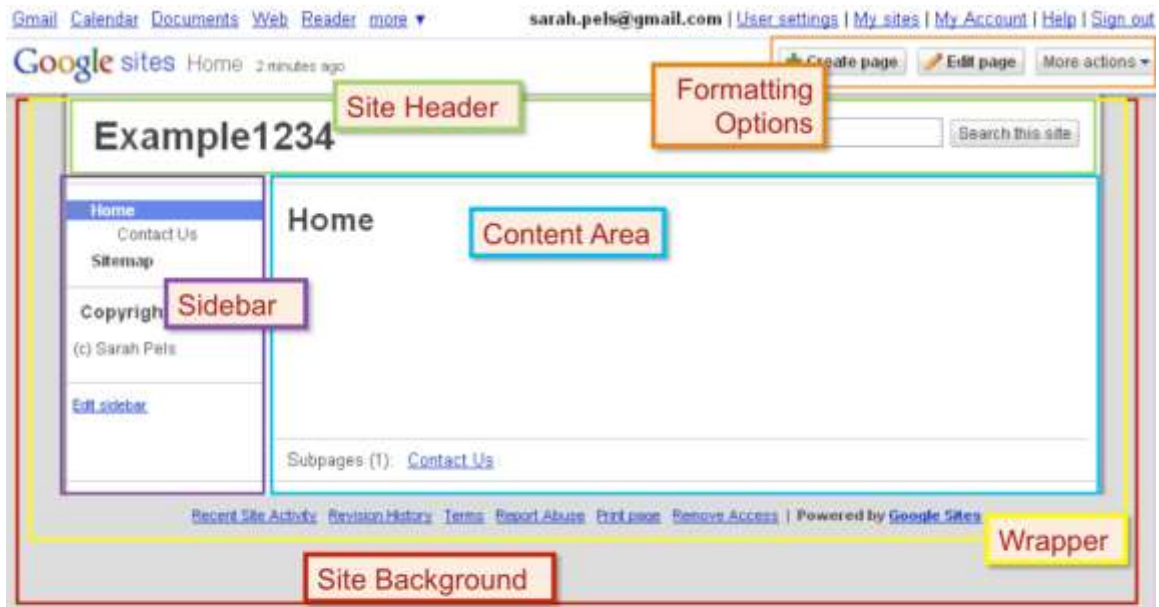 Gmail Calendar Documents Web Reader more ▼ sarah.pels@gmail.com | User settings | My sites | My Account | Help | Sign out
Google sites Home 2 minutes ago Create page Edit page More actions
Site Header
Formatting Options
Example1234 Search this site
Home
Contact Us
Sitemap
Home
Content Area
Sidebar
Copyrigh
(c) Sarah Pels
Edit sidebar
Subpages (1): Contact Us
Recent Site Activity Revision History Terms Report Abuse Print page Remove Access | Powered by Google Sites
Wrapper
Site Background